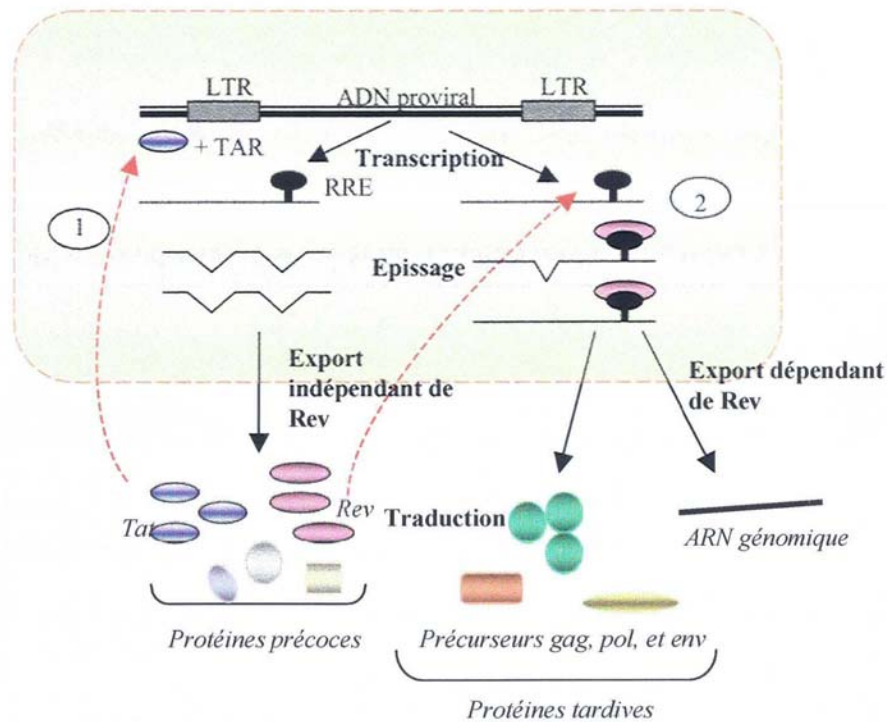 LTR
LTR
ADN proviral
+ TAR
Transcription
RRE
1
2
Epissage
Export
indépendant de
Rev
Export dépendant
de Rev
Tat
Rev
Traduction
ARN génomique
Protéines précoces
Précurseurs gag, pol, et env
Protéines tardives